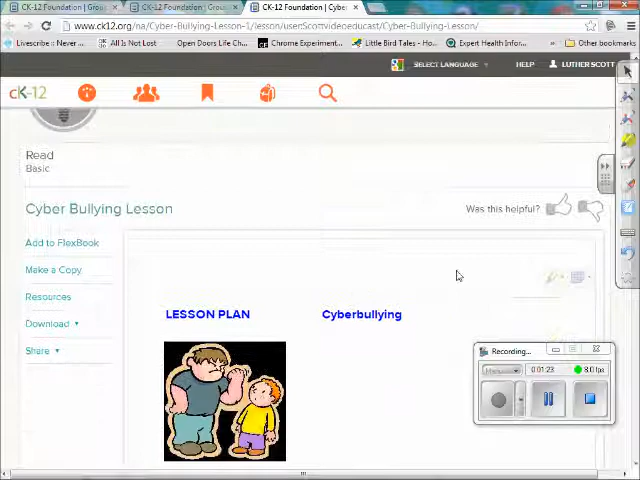 CK-12 Foundation | Group
CK-12 Foundation | Group
CK-12 Foundation | Cybe
www.ck12.org/na/Cyber-Bullying-Lesson-1/lesson/user:Scottvideoeducast/Cyber-Bullying-Lesson/
Livescribe :: Never ... All Is Not Lost Open Doors Life Ch... Chrome Experiment... Little Bird Tales - Ho... Expert Health Infor... » Other bookmarks
SELECT LANGUAGE HELP LUTHER SCOTT
cK-12
Read
Basic
Cyber Bullying Lesson
Was this helpful?
Add to FlexBook
Make a Copy
Resources
Download
Share
LESSON PLAN Cyberbullying
Recording...
0:01:23 8.0 fps